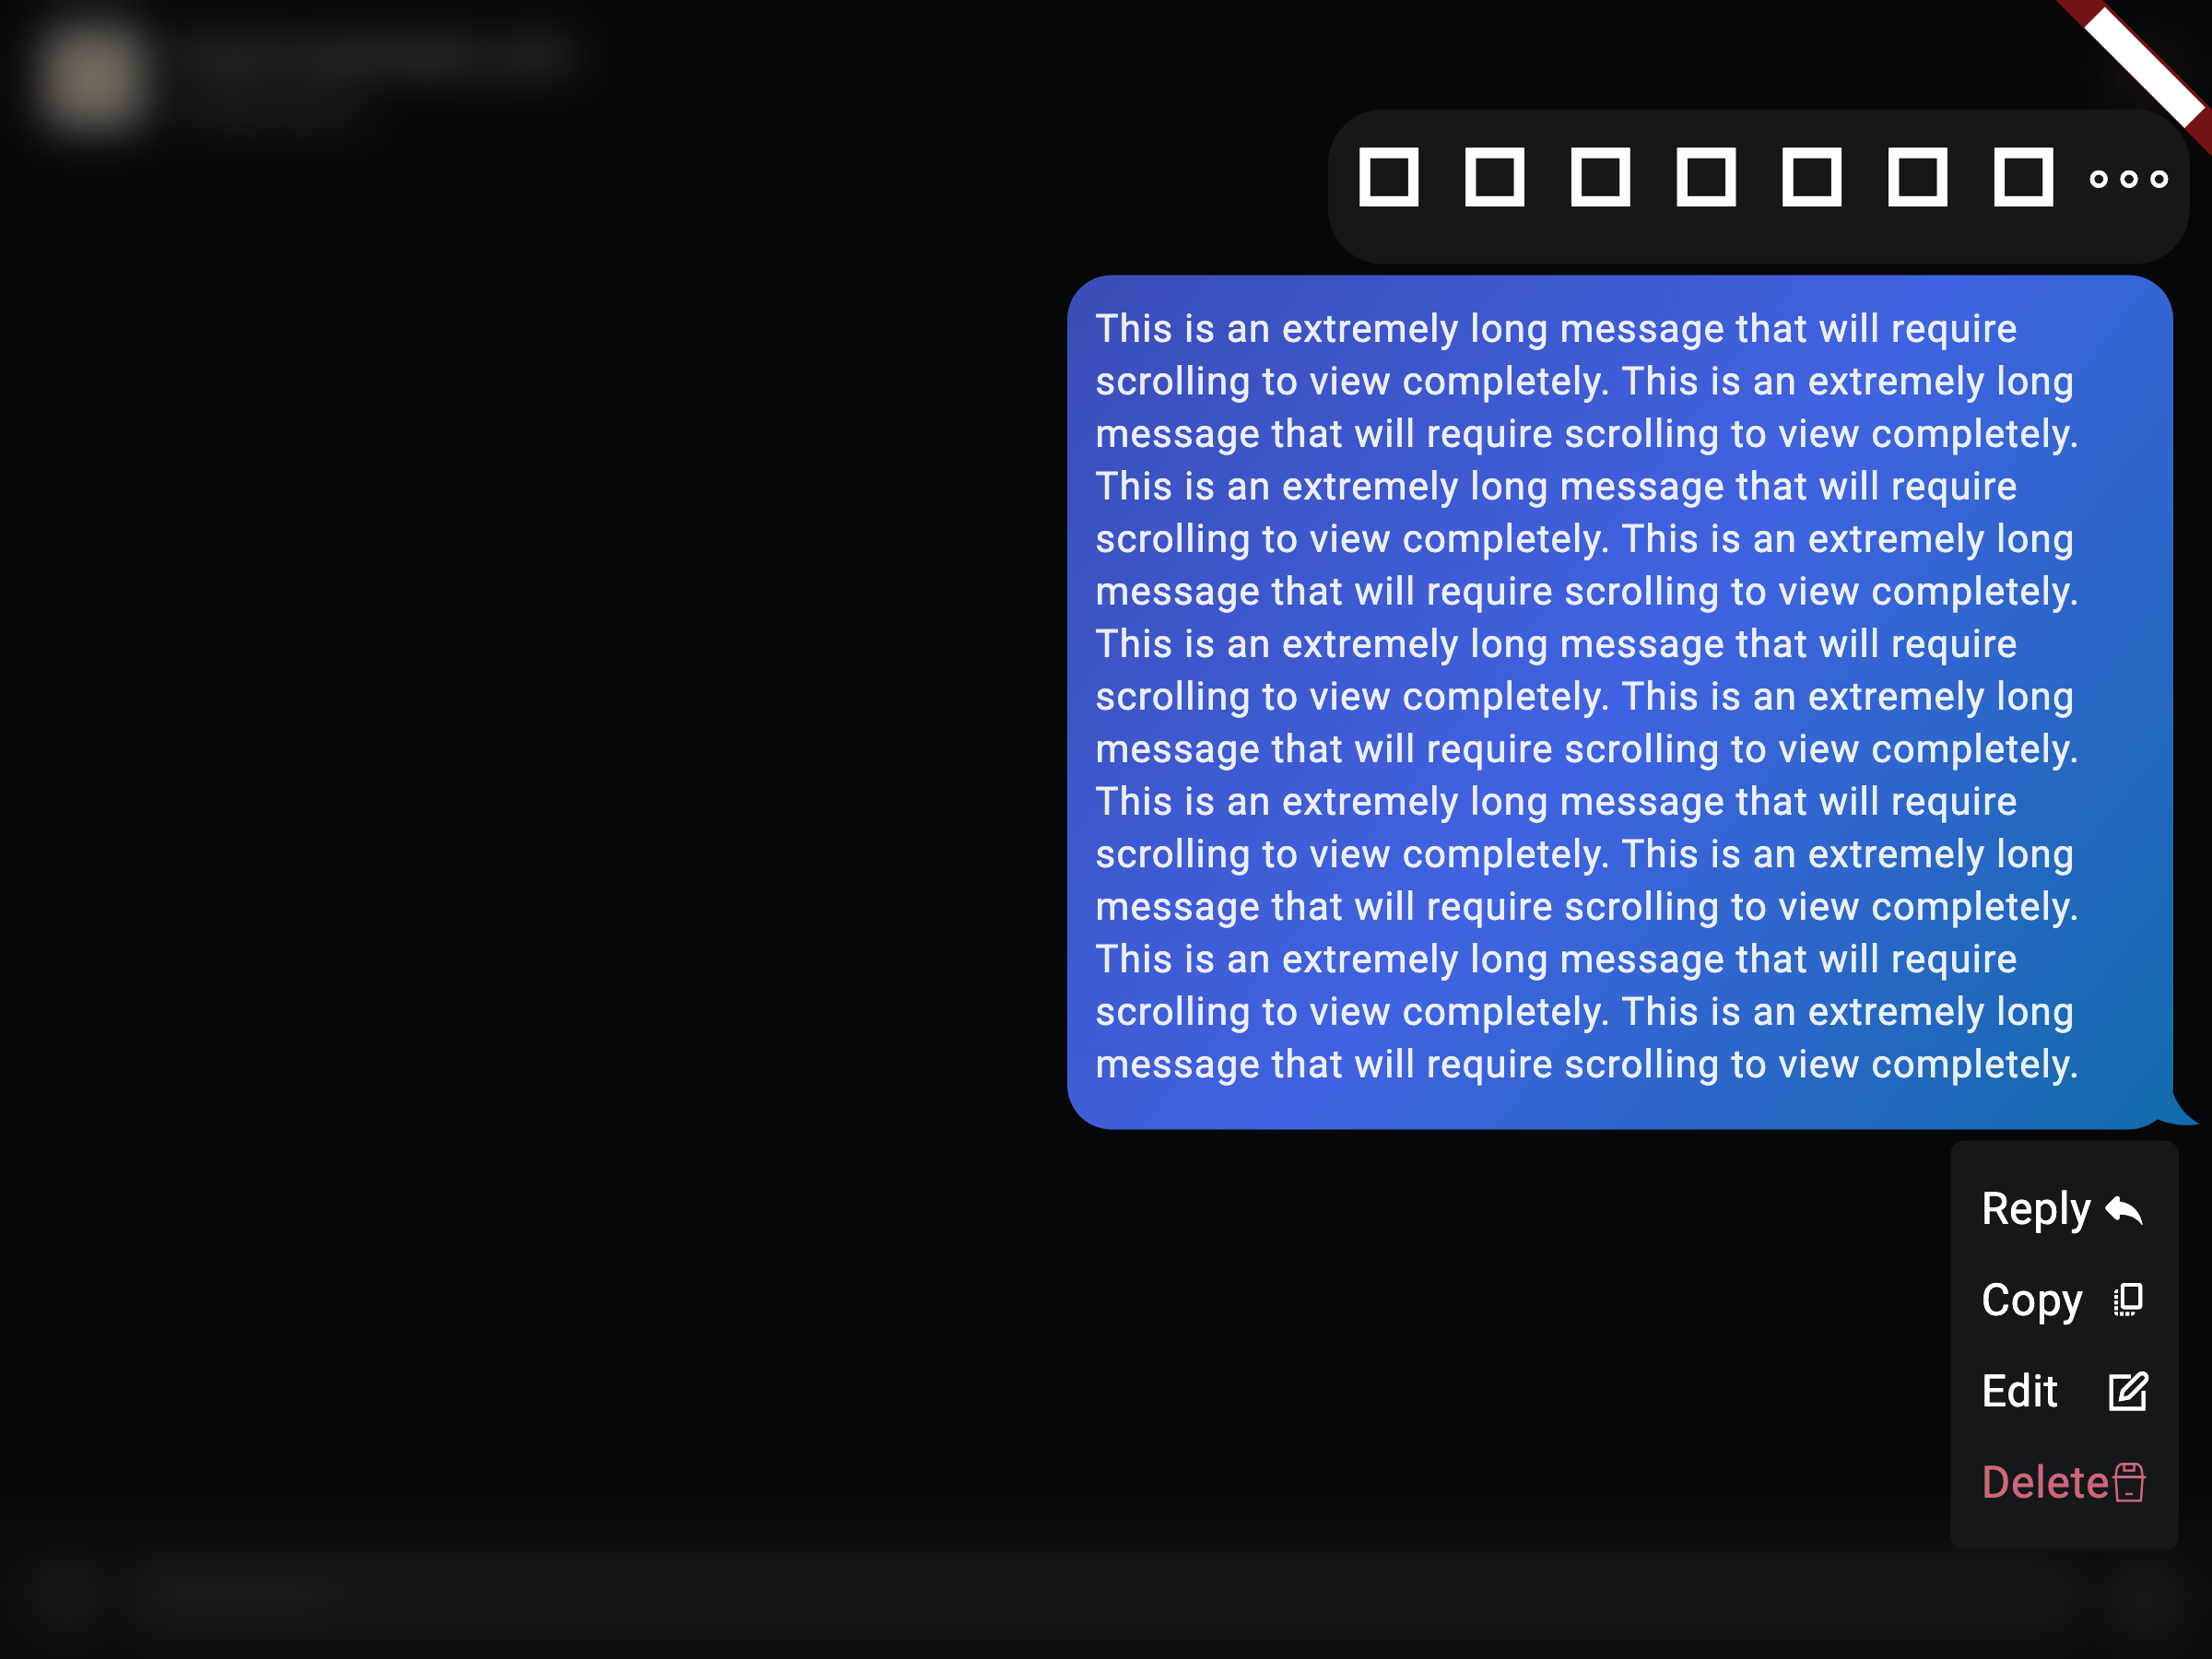 This is an extremely long message that will require
scrolling to view completely. This is an extremely long
message that will require scrolling to view completely.
This is an extremely long message that will require
scrolling to view completely. This is an extremely long
message that will require scrolling to view completely.
This is an extremely long message that will require
scrolling to view completely. This is an extremely long
message that will require scrolling to view completely.
This is an extremely long message that will require
scrolling to view completely. This is an extremely long
message that will require scrolling to view completely.
This is an extremely long message that will require
scrolling to view completely. This is an extremely long
message that will require scrolling to view completely.
Reply
Copy
Edit
Delete